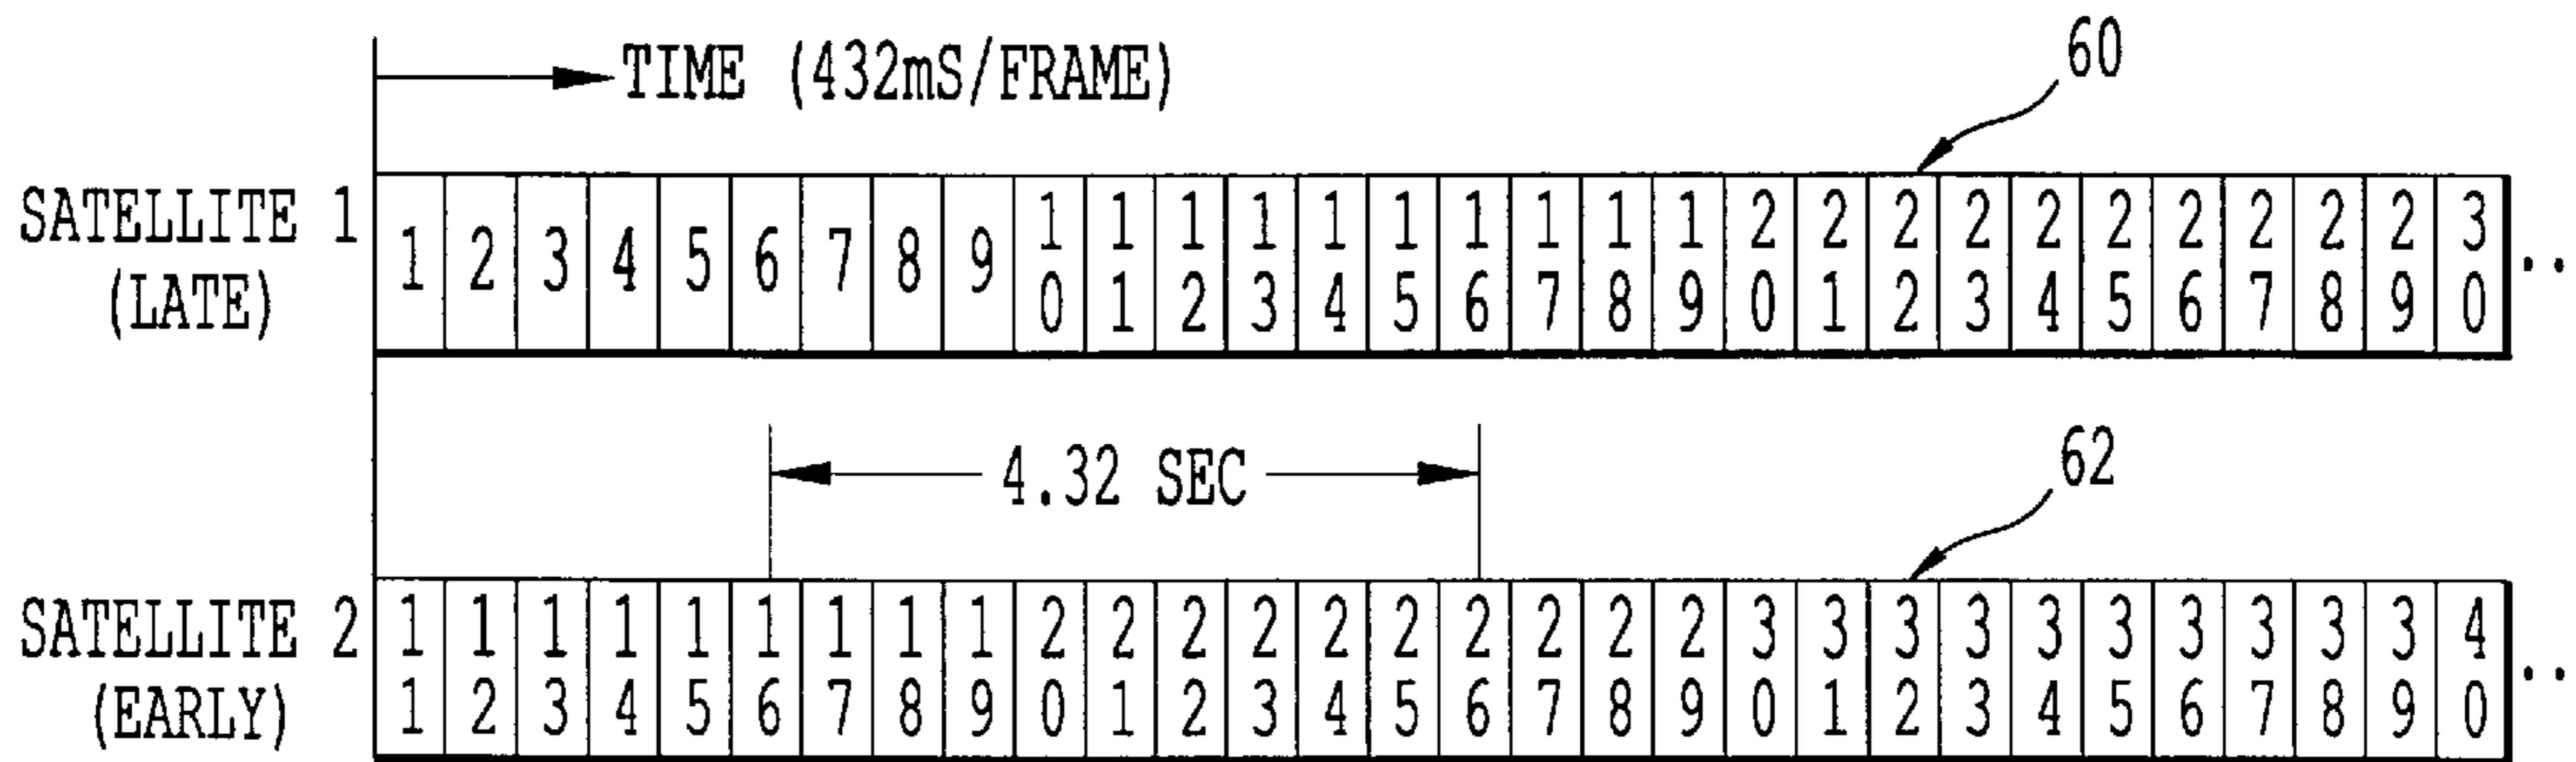 TIME (432mS/FRAME)
60
SATELLITE 1
(LATE)
1 2 3 4 5 6 7 8 9 10 11 12 13 14 15 16 17 18 19 20 21 22 23 24 25 26 27 28 29 30 ..
4.32 SEC
62
SATELLITE 2
(EARLY)
11 12 13 14 15 16 17 18 19 20 21 22 23 24 25 26 27 28 29 30 31 32 33 34 35 36 37 38 39 40 ..